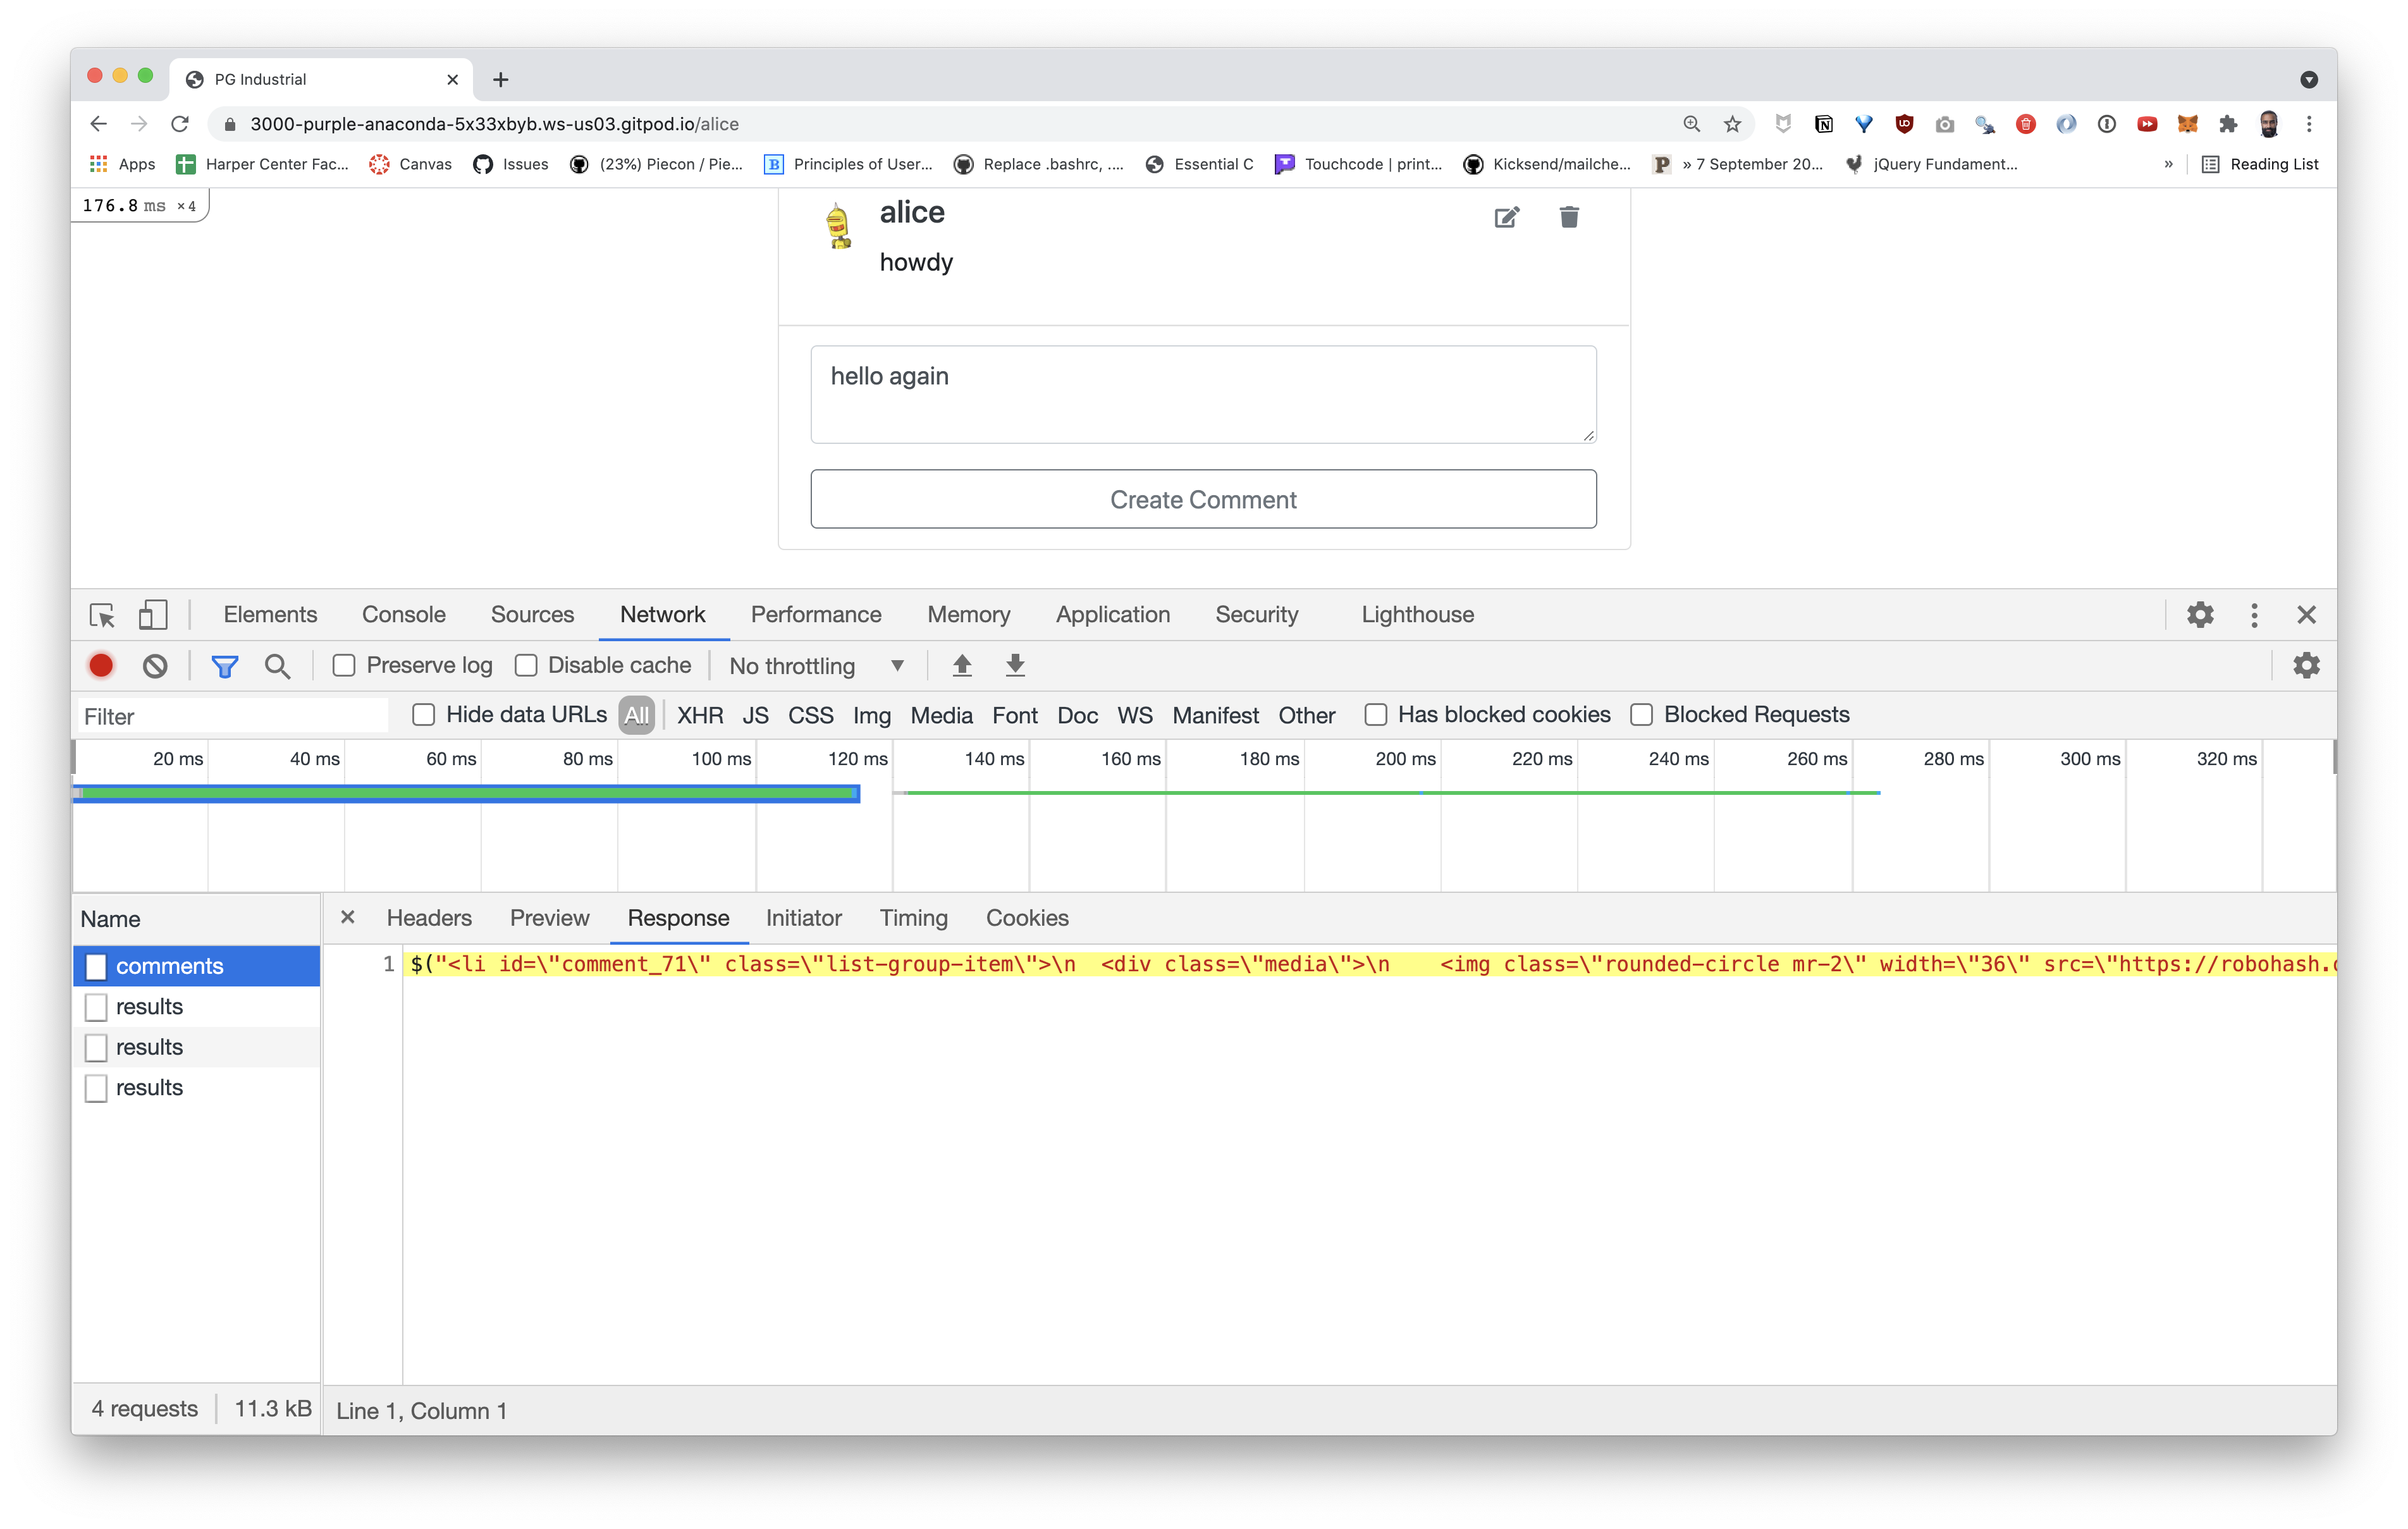 PG Industrial
3000-purple-anaconda-5x33xbyb.ws-us03.gitpod.io/alice
Apps Harper Center Fac... Canvas Issues (23%) Piecon / Pie... Principles of User... Replace .bashrc, .... Essential C Touchcode | print... Kicksend/mailche... » 7 September 20... jQuery Fundament... » Reading List
176.8 ms ×4
alice
howdy
hello again
Create Comment
Elements Console Sources Network Performance Memory Application Security Lighthouse
Preserve log Disable cache No throttling
Filter Hide data URLs All XHR JS CSS Img Media Font Doc WS Manifest Other Has blocked cookies Blocked Requests
20 ms 40 ms 60 ms 80 ms 100 ms 120 ms 140 ms 160 ms 180 ms 200 ms 220 ms 240 ms 260 ms 280 ms 300 ms 320 ms
Name Headers Preview Response Initiator Timing Cookies
comments 1 $("<li id=\"comment_71\" class=\"list-group-item\">\n  <div class=\"media\">\n    <img class=\"rounded-circle mr-2\" width=\"36\" src=\"https://robohash.
results
results
results
4 requests 11.3 kB Line 1, Column 1